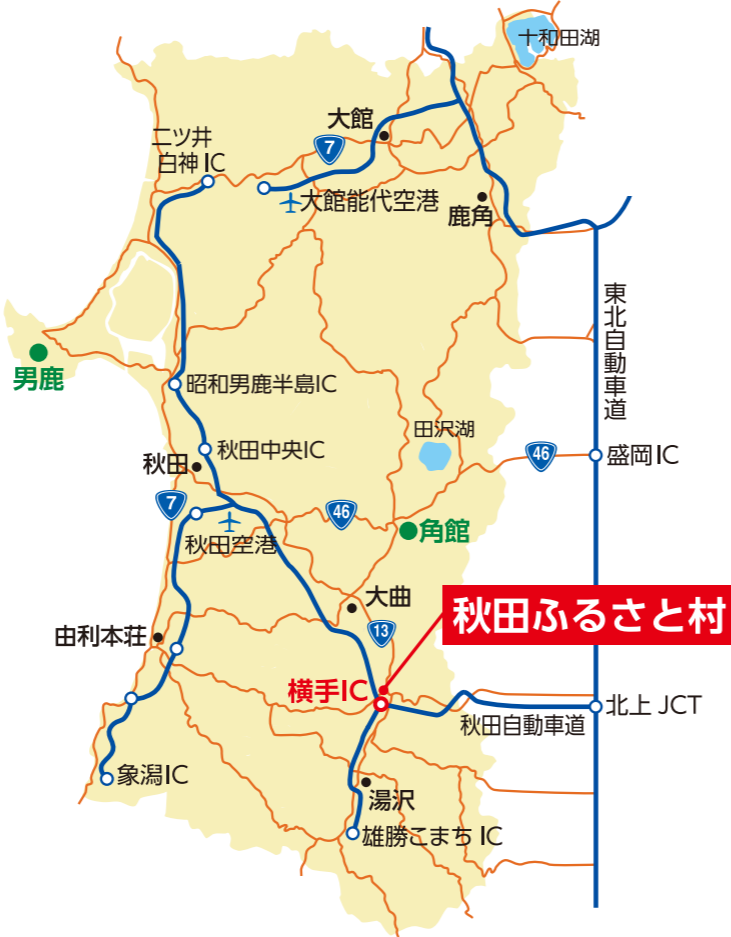 十和田湖
大館
二ツ井
白神IC
7
大館能代空港
鹿角
東北自動車道
男鹿
昭和男鹿半島IC
田沢湖
秋田中央IC
秋田
46
盛岡IC
7
46
角館
秋田空港
大曲
秋田ふるさと村
13
由利本荘
横手IC
北上 JCT
秋田自動車道
象潟IC
湯沢
雄勝こまち IC